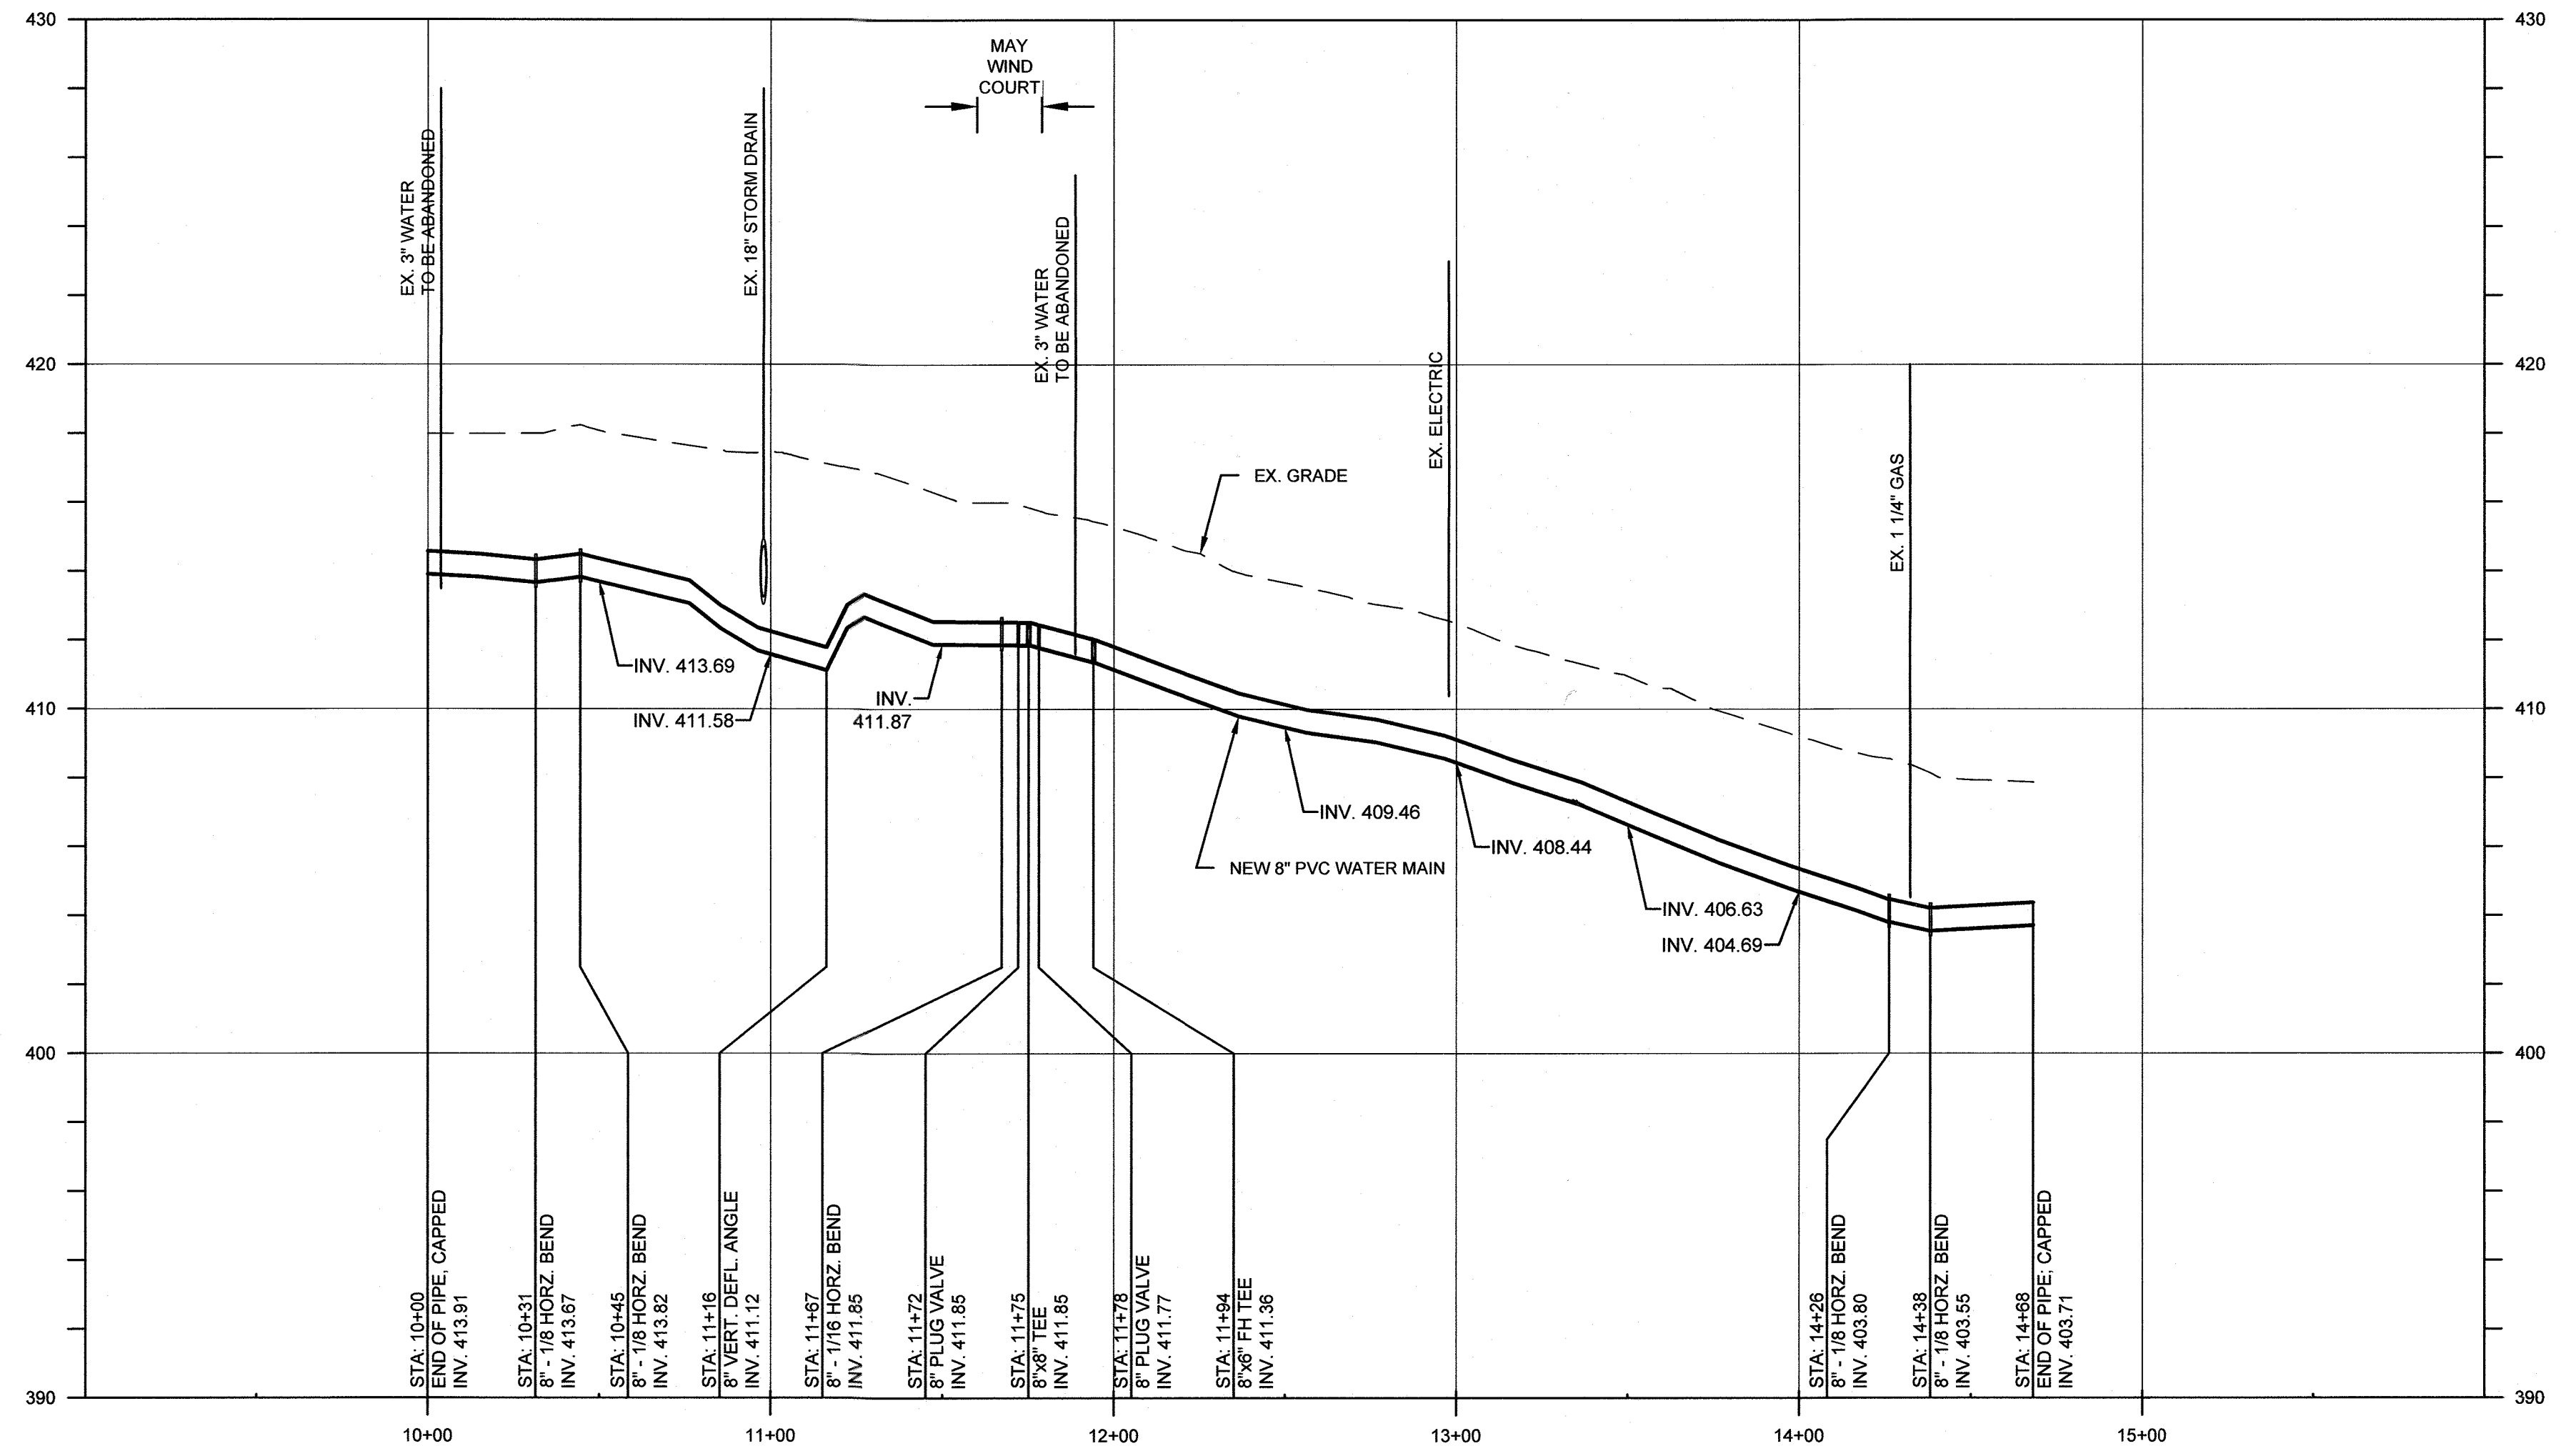 430
430
MAY
WIND
COURT
EX. 3" WATER
TO BE ABANDONED
EX. 18" STORM DRAIN
EX. 3" WATER
TO BE ABANDONED
EX. ELECTRIC
EX. 1 1/4" GAS
420
420
EX. GRADE
INV. 413.69
INV. 411.58
INV.
411.87
410
410
INV. 409.46
INV. 408.44
NEW 8" PVC WATER MAIN
INV. 406.63
INV. 404.69
400
400
STA: 10+00
END OF PIPE, CAPPED
INV. 413.91
STA: 10+31
8" - 1/8 HORZ. BEND
INV. 413.67
STA: 10+45
8" - 1/8 HORZ. BEND
INV. 413.82
STA: 11+16
8" VERT. DEFL. ANGLE
INV. 411.12
STA: 11+67
8" - 1/16 HORZ. BEND
INV. 411.85
STA: 11+72
8" PLUG VALVE
INV. 411.85
STA: 11+75
8"x8" TEE
INV. 411.85
STA: 11+78
8" PLUG VALVE
INV. 411.77
STA: 11+94
8"x6" FH TEE
INV. 411.36
STA: 14+26
8" - 1/8 HORZ. BEND
INV. 403.80
STA: 14+38
8" - 1/8 HORZ. BEND
INV. 403.55
STA: 14+68
END OF PIPE; CAPPED
INV. 403.71
390
390
10+00
11+00
12+00
13+00
14+00
15+00